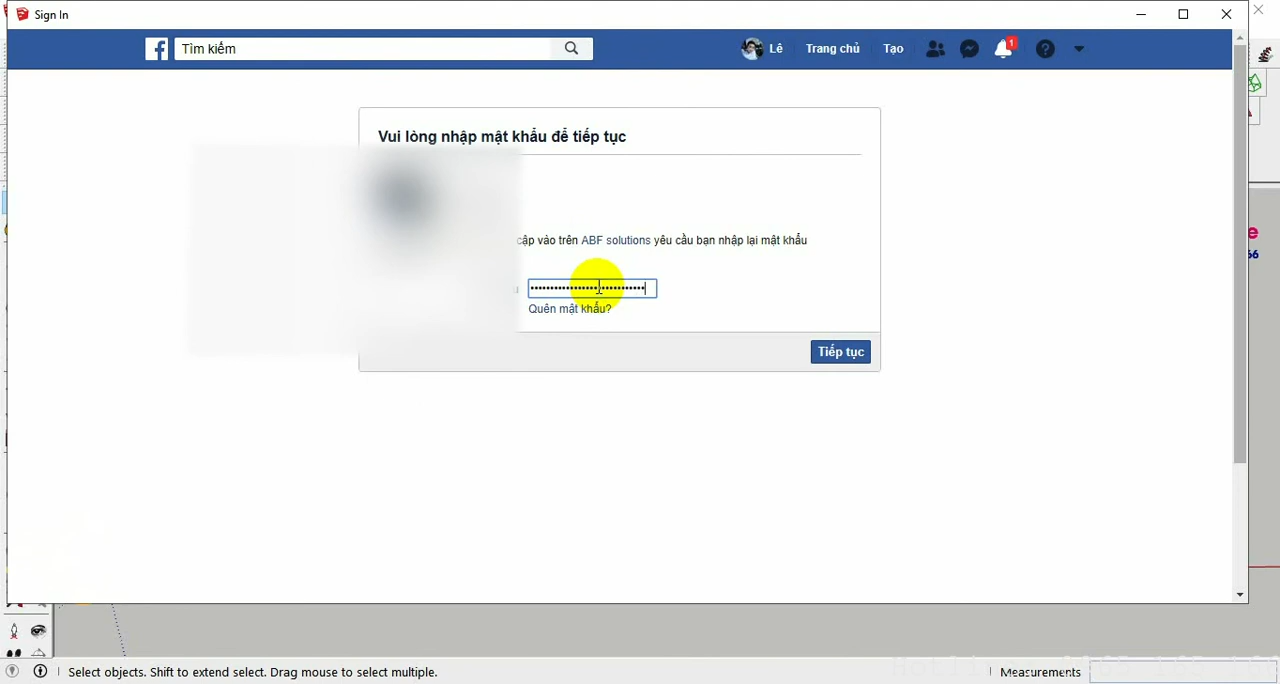 Sign In
Tìm kiếm
Lê
Trang chủ
Tạo
1
Vui lòng nhập mật khẩu để tiếp tục
cập vào trên ABF solutions yêu cầu bạn nhập lại mật khẩu
••••••••••••••••••••••••••••
Quên mật khẩu?
Tiếp tục
Select objects. Shift to extend select. Drag mouse to select multiple.
Measurements